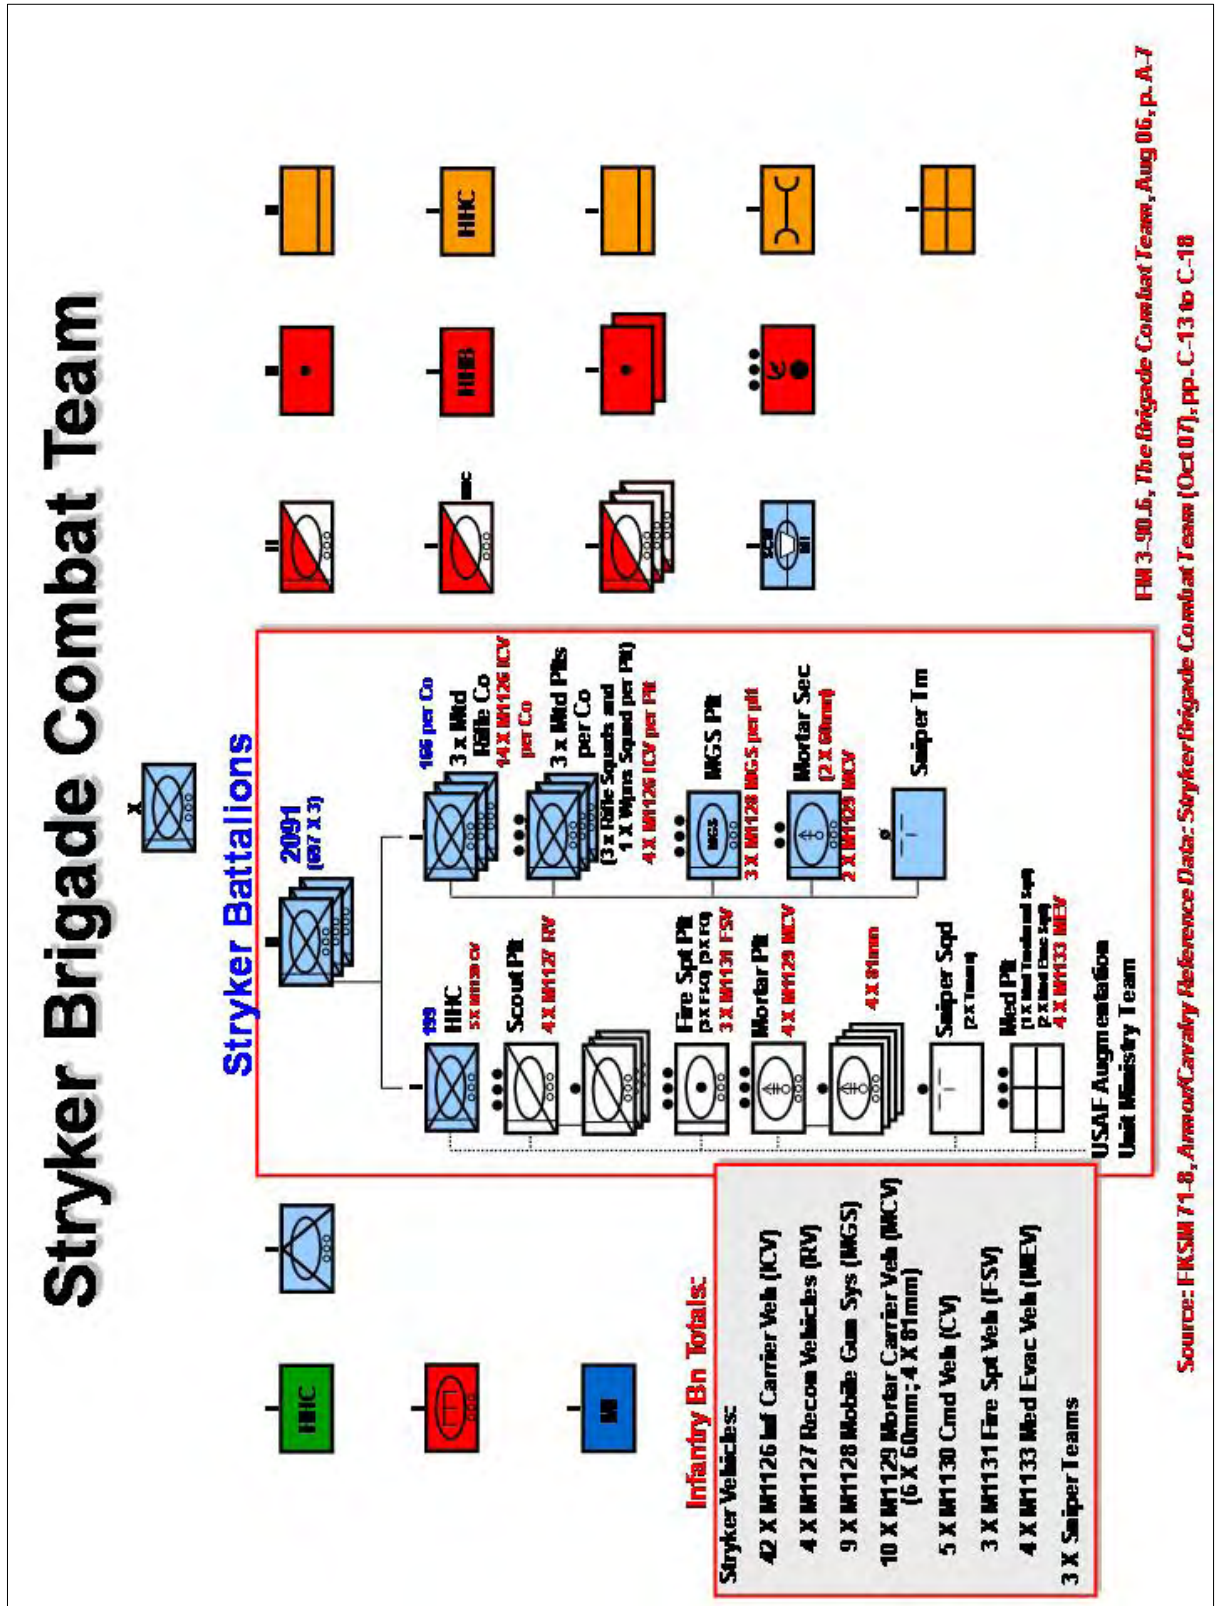 Stryker Brigade Combat Team
X
HHC
MI
Stryker Battalions
2091
(697 X 3)
199
HHC
5X M1130 CV
Scout Plt
4 X M1127 RV
Fire Spt Plt
3 X M1131 FSV
Mortar Plt
4 X M1129 MCV
4 X 81mm
Sniper Sqd
(2X Teams)
Med Plt
4 X M1133 MEV
USAF Augmentation
Unit Ministry Team
166 per Co
3 x Mtd
Rifle Co
14 X M1126 ICV
per Co
3 x Mtd Plts
per Co
(3 x Rifle Squads and
1 X Wpns Squad per Plt)
4 X M1126 ICV per Plt
MGS
MGS Plt
3 X M1128 MGS per plt
Mortar Sec
(2 X 60mm)
2 X M1129 MCV
Sniper Tm
HHC
MI
HHB
HHC
Infantry Bn Totals:
Stryker Vehicles:
42 X M1126 Inf Carrier Veh (ICV)
4 X M1127 Recon Vehicles (RV)
9 X M1128 Mobile Gun Sys (MGS)
10 X M1129 Mortar Carrier Veh (MCV)
(6 X 60mm; 4 X 81mm)
5 X M1130 Cmd Veh (CV)
3 X M1131 Fire Spt Veh (FSV)
4 X M1133 Med Evac Veh (MEV)
3 X Sniper Teams
FM 3-90.6, The Brigade Combat Team, Aug 06, p. A-7
Source: FKSM 71-8, Armor/Cavalry Reference Data: Stryker Brigade Combat Team (Oct 07), pp. C-13 to C-18